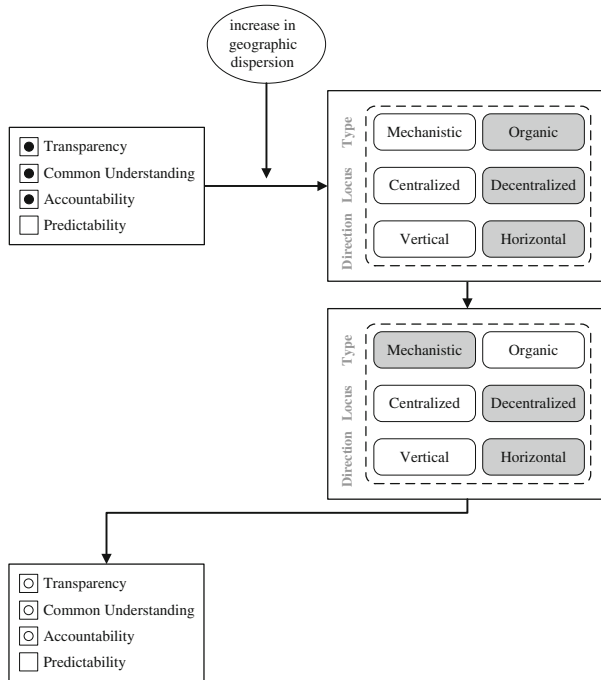 increase in
geographic
dispersion
Transparency
Common Understanding
Accountability
Predictability
Type
Mechanistic
Organic
Locus
Centralized
Decentralized
Direction
Vertical
Horizontal
Type
Mechanistic
Organic
Locus
Centralized
Decentralized
Direction
Vertical
Horizontal
Transparency
Common Understanding
Accountability
Predictability